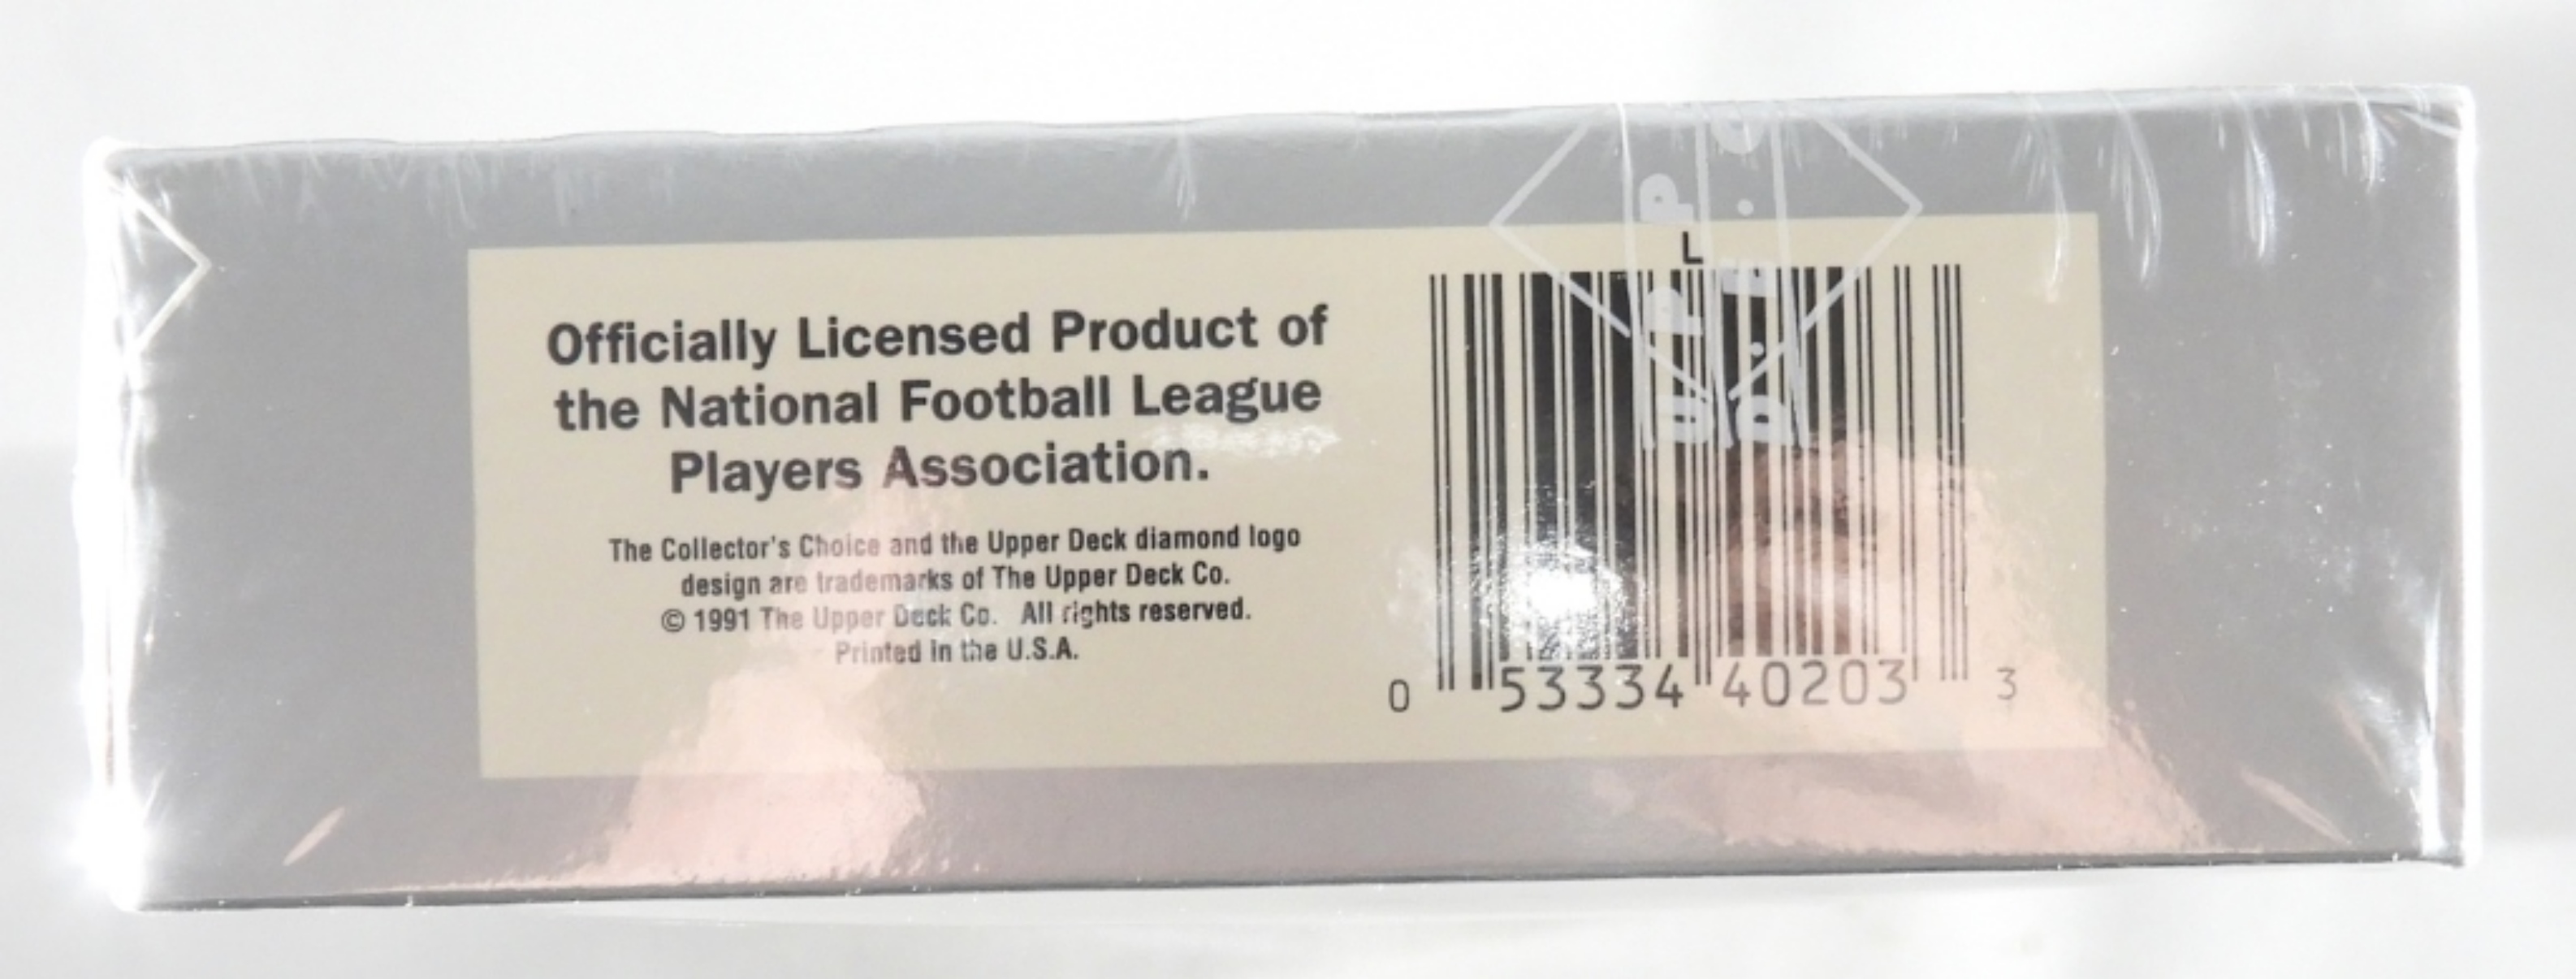 Officially Licensed Product of
the National Football League
Players Association.
The Collector's Choice and the Upper Deck diamond logo
design are trademarks of The Upper Deck Co.
© 1991 The Upper Deck Co. All rights reserved.
Printed in the U.S.A.
L
0 53334 40203 3